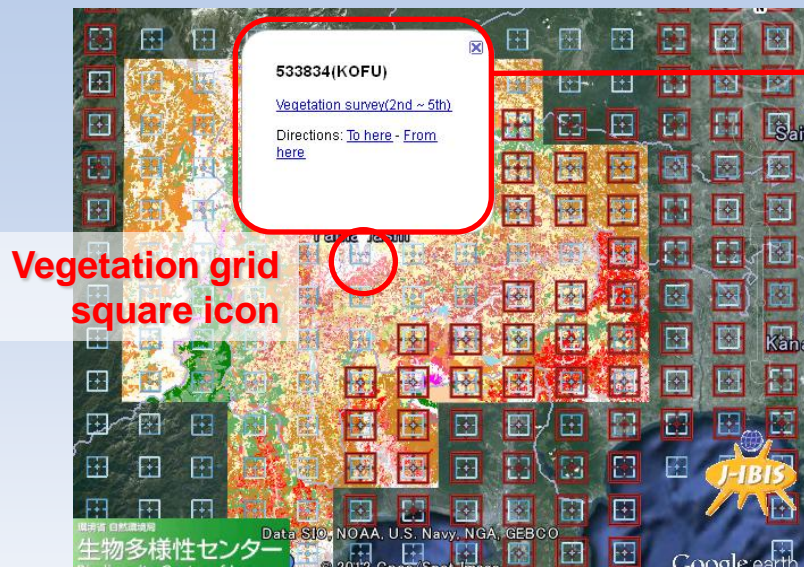 N
533834(KOFU)
Vegetation survey(2nd ~ 5th)
Directions: To here - From
here
Vegetation grid
square icon
J-IBIS
環境省 自然環境局
生物多様性センター
Data SIO, NOAA, U.S. Navy, NGA, GEBCO
Google earth